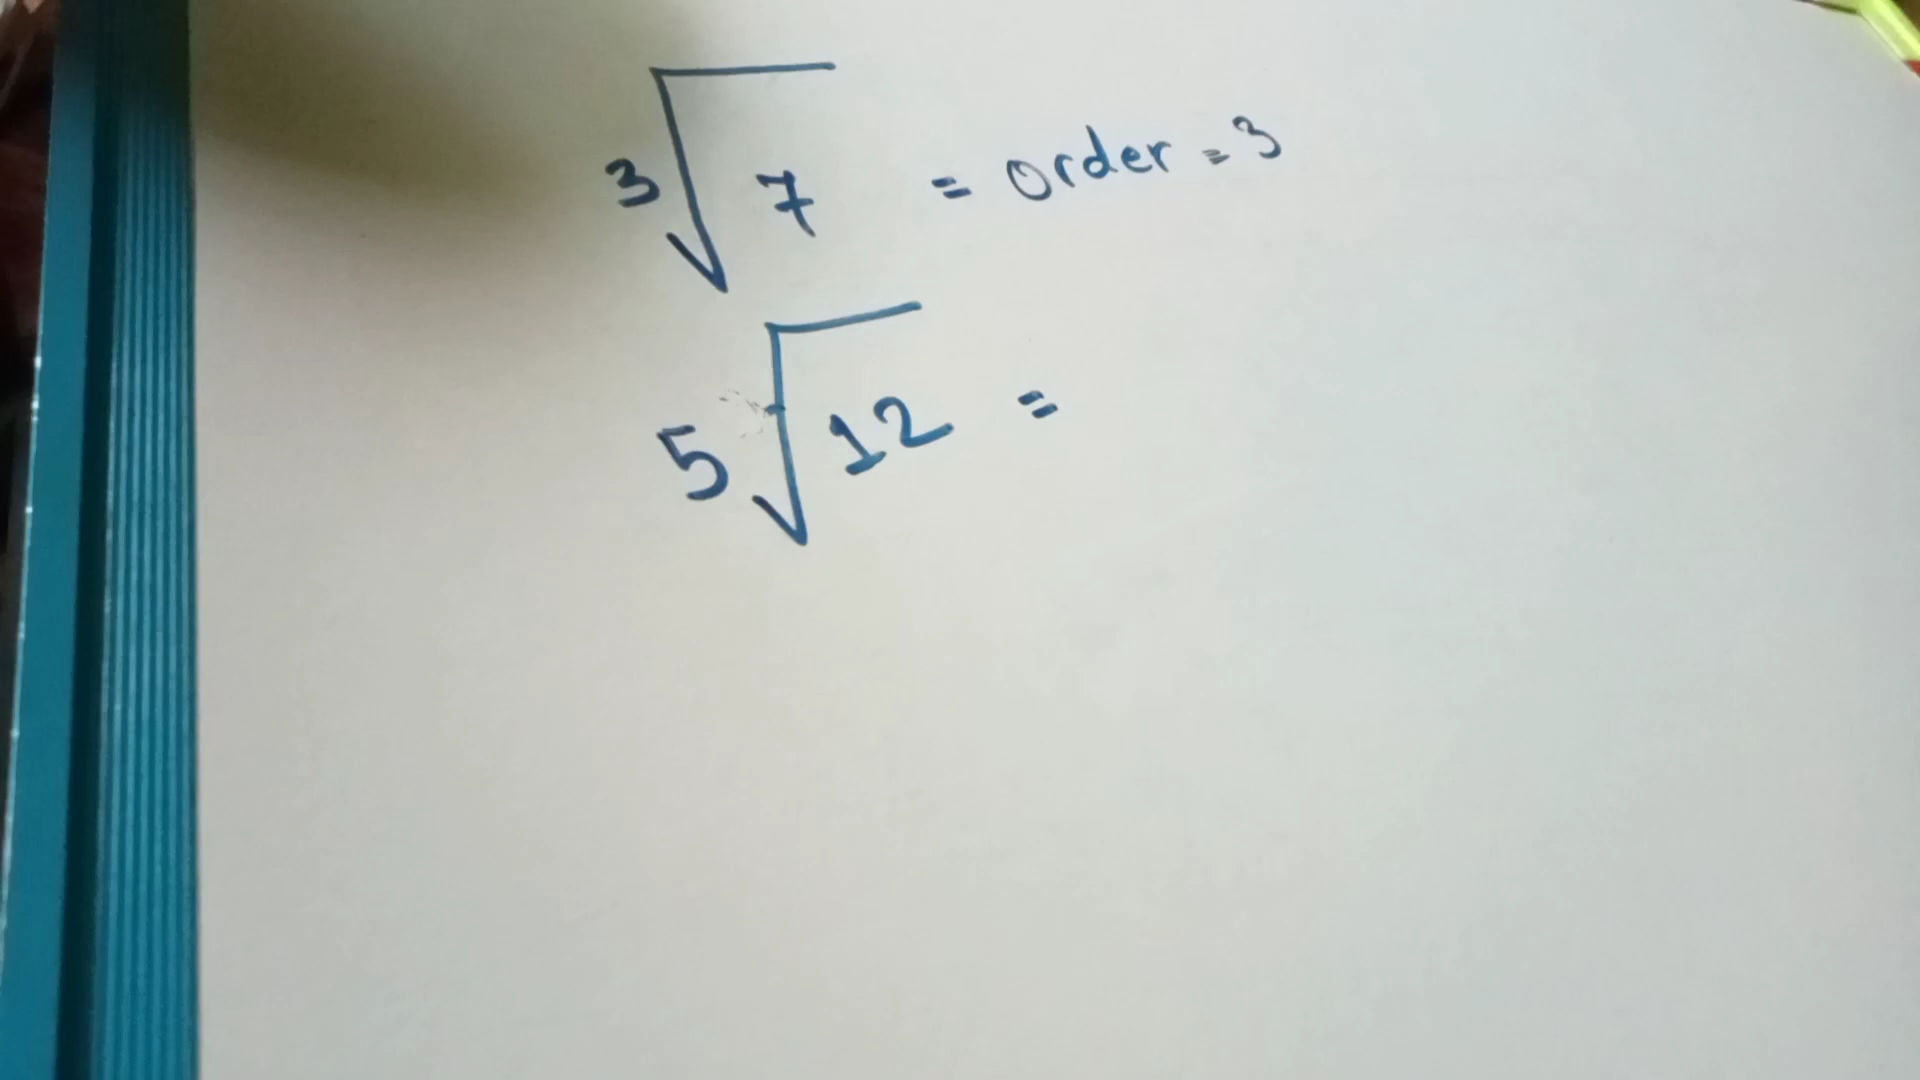 3√7 = order = 3
5√12 =